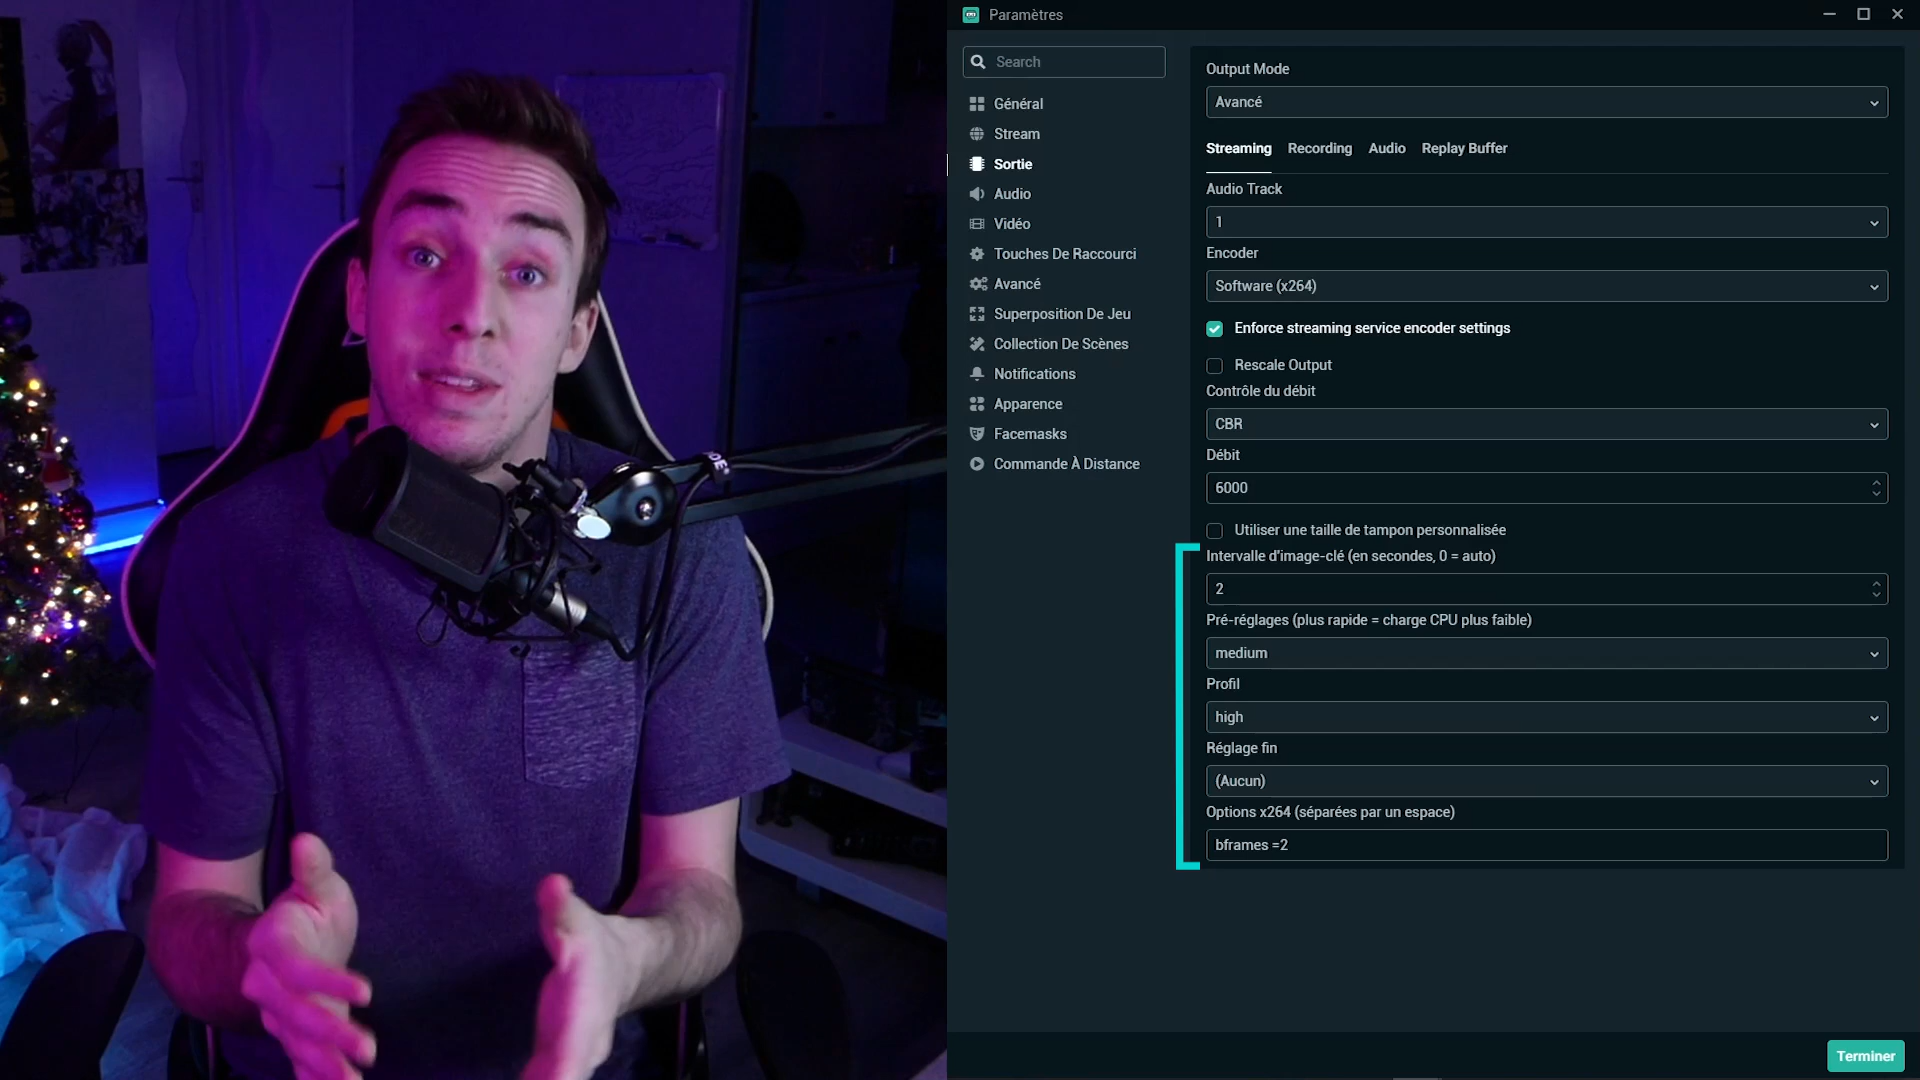 Paramètres
Search
Général
Stream
Sortie
Audio
Vidéo
Touches De Raccourci
Avancé
Superposition De Jeu
Collection De Scènes
Notifications
Apparence
Facemasks
Commande À Distance
Output Mode
Avancé
Streaming Recording Audio Replay Buffer
Audio Track
1
Encoder
Software (x264)
Enforce streaming service encoder settings
Rescale Output
Contrôle du débit
CBR
Débit
6000
Utiliser une taille de tampon personnalisée
Intervalle d'image-clé (en secondes, 0 = auto)
2
Pré-réglages (plus rapide = charge CPU plus faible)
medium
Profil
high
Réglage fin
(Aucun)
Options x264 (séparées par un espace)
bframes =2
Terminer